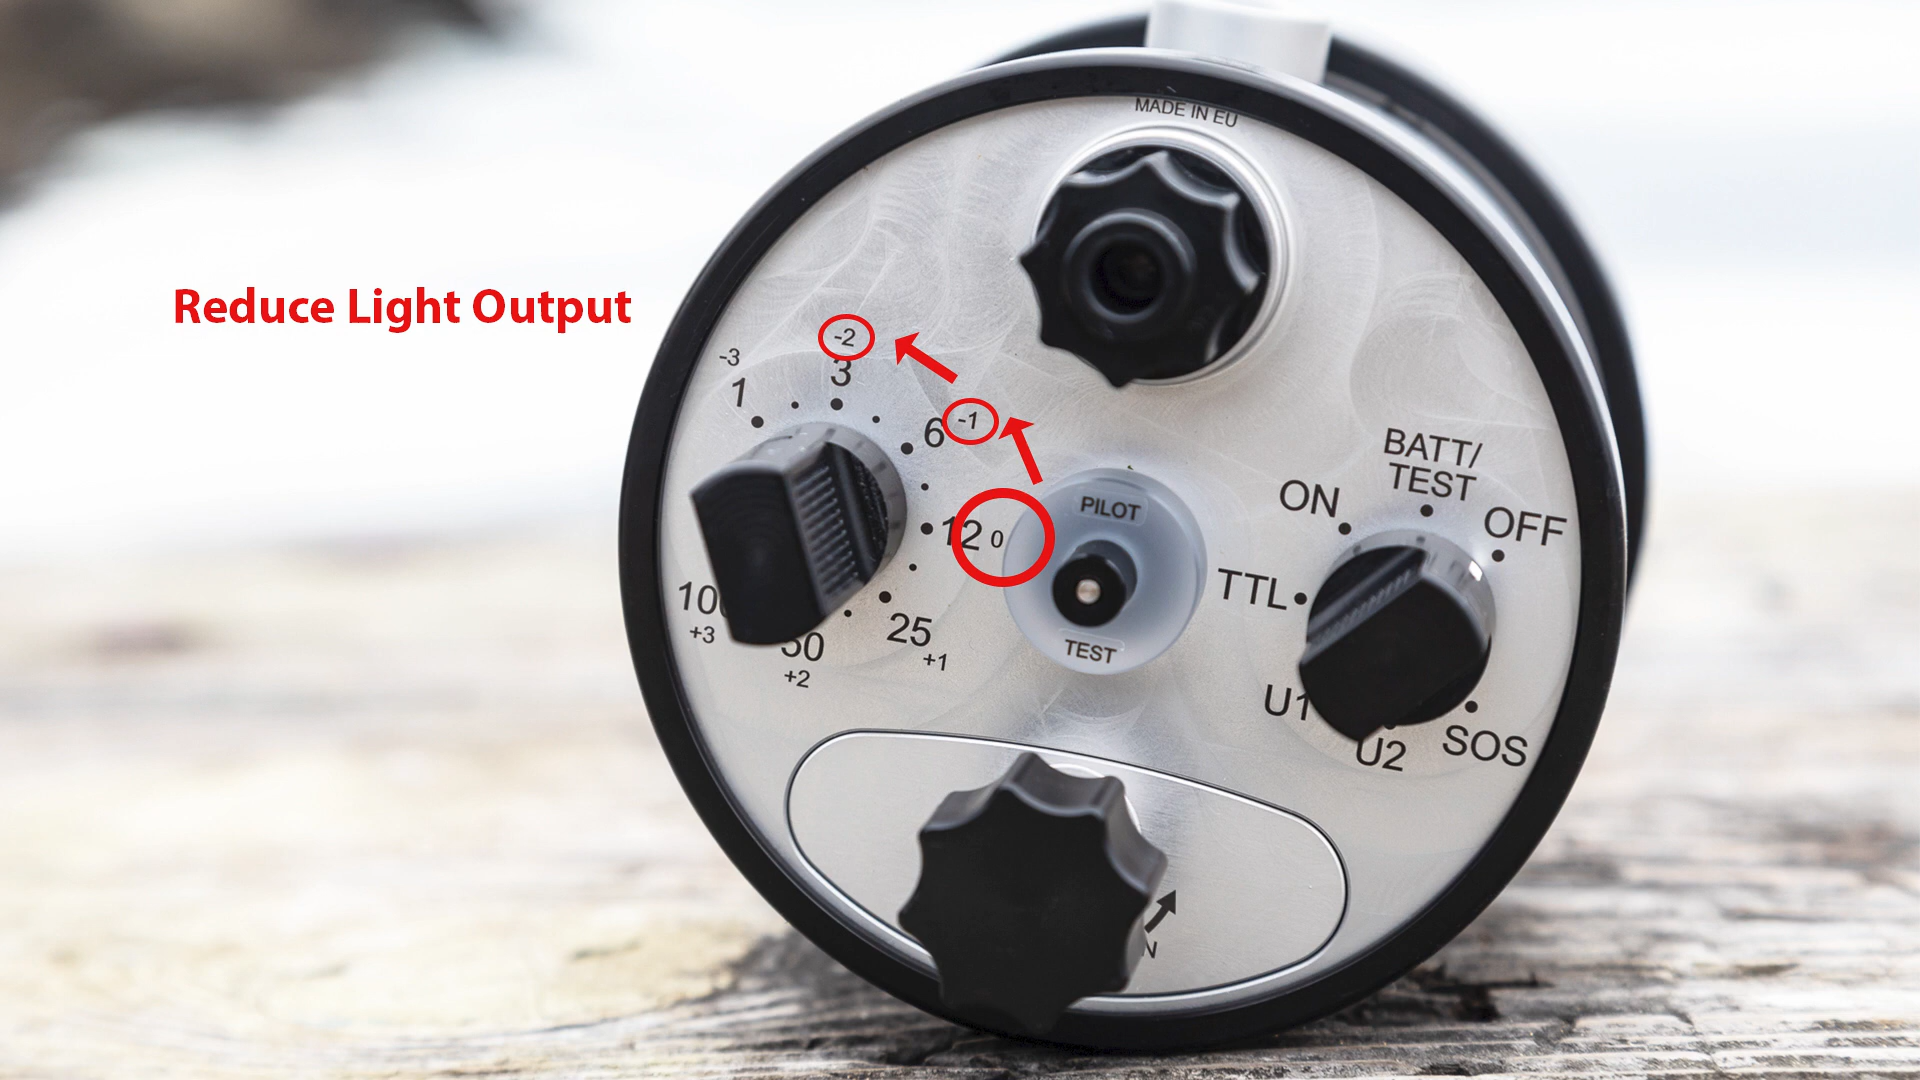 MADE IN EU
Reduce Light Output
-2
-3
3
1
-1
6
12 0
PILOT
TEST
BATT/
TEST
ON
OFF
TTL
100
+3
50
+2
25
+1
U1
U2
SOS